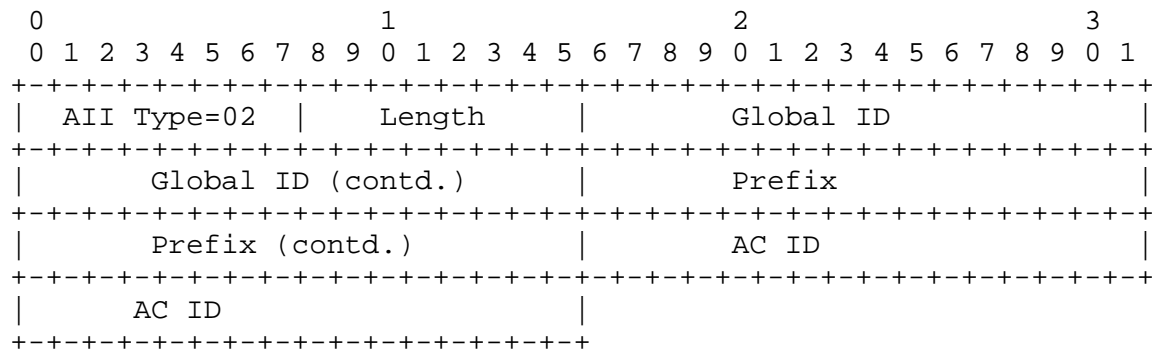 0                   1                   2                   3
 0 1 2 3 4 5 6 7 8 9 0 1 2 3 4 5 6 7 8 9 0 1 2 3 4 5 6 7 8 9 0 1
+-+-+-+-+-+-+-+-+-+-+-+-+-+-+-+-+-+-+-+-+-+-+-+-+-+-+-+-+-+-+-+-+
|  AII Type=02  |    Length     |        Global ID              |
+-+-+-+-+-+-+-+-+-+-+-+-+-+-+-+-+-+-+-+-+-+-+-+-+-+-+-+-+-+-+-+-+
|       Global ID (contd.)      |        Prefix                 |
+-+-+-+-+-+-+-+-+-+-+-+-+-+-+-+-+-+-+-+-+-+-+-+-+-+-+-+-+-+-+-+-+
|       Prefix (contd.)         |        AC ID                  |
+-+-+-+-+-+-+-+-+-+-+-+-+-+-+-+-+-+-+-+-+-+-+-+-+-+-+-+-+-+-+-+-+
|      AC ID                    |
+-+-+-+-+-+-+-+-+-+-+-+-+-+-+-+-+